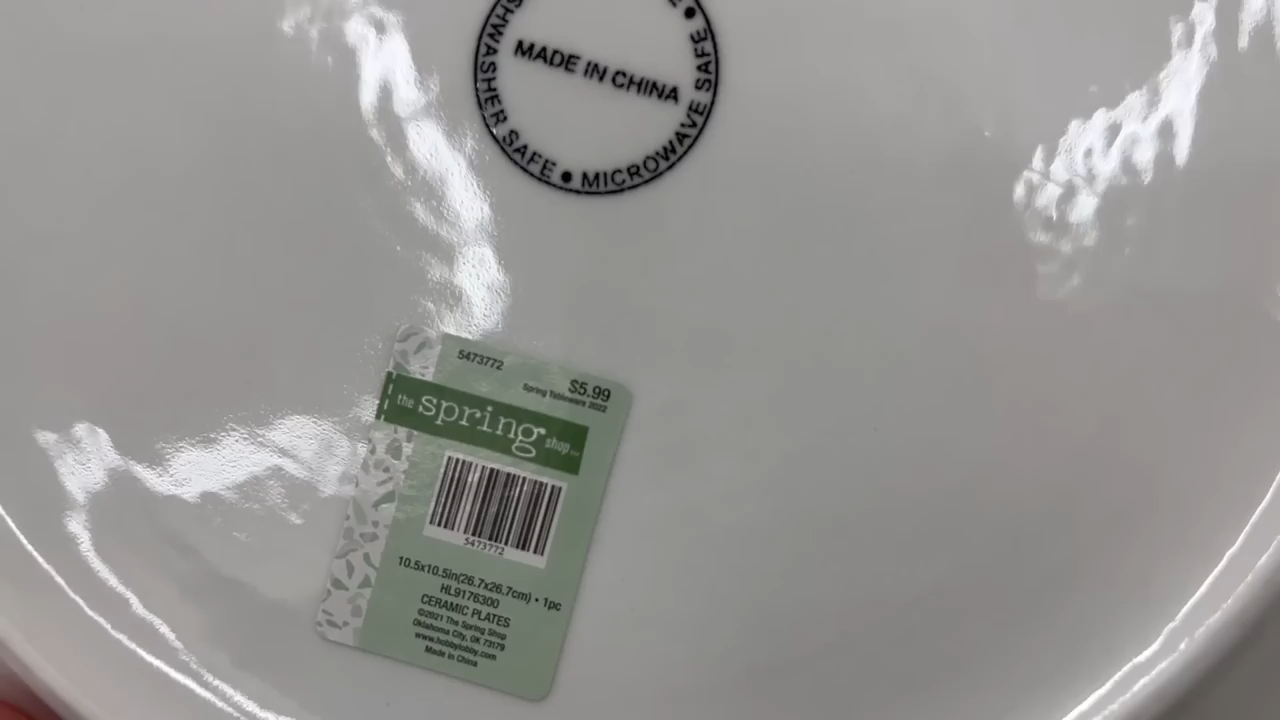 MADE IN CHINA
SHWASHER SAFE • MICROWAVE SAFE •
5473772
$5.99
Spring Tableware 2022
the spring shop
5473772
10.5x10.5in(26.7x26.7cm) • 1pc
HL9176300
CERAMIC PLATES
©2021 The Spring Shop
Oklahoma City, OK 73179
www.hobbylobby.com
Made in China